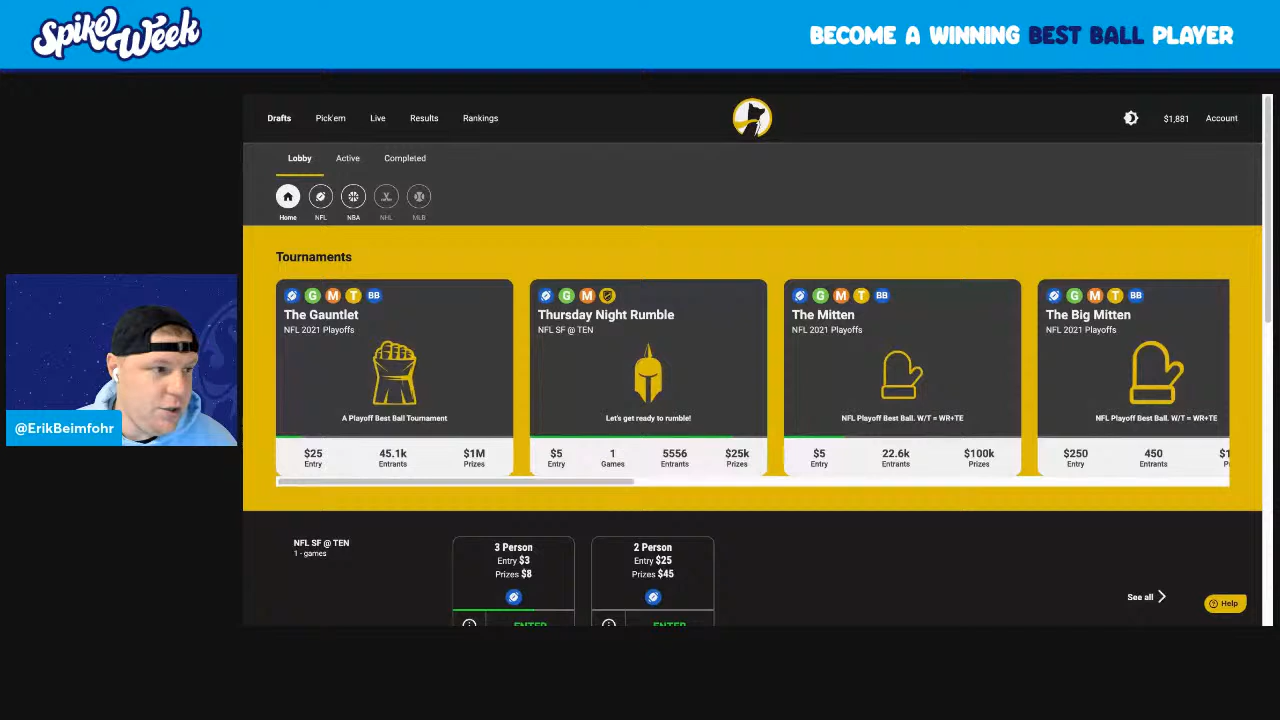 Spike Week
BECOME A WINNING BEST BALL PLAYER
Drafts Pick'em Live Results Rankings
$1,881 Account
Lobby Active Completed
Home NFL NBA NHL MLB
Tournaments
G M T BB
The Gauntlet
NFL 2021 Playoffs
A Playoff Best Ball Tournament
$25 45.1k $1M
Entry Entrants Prizes
G M
Thursday Night Rumble
NFL SF @ TEN
Let's get ready to rumble!
$5 1 5556 $25k
Entry Games Entrants Prizes
G M T BB
The Mitten
NFL 2021 Playoffs
NFL Playoff Best Ball. W/T = WR+TE
$5 22.6k $100k
Entry Entrants Prizes
G M T BB
The Big Mitten
NFL 2021 Playoffs
NFL Playoff Best Ball. W/T = WR+TE
$250 450
Entry Entrants
@ErikBeimfohr
NFL SF @ TEN
1 - games
3 Person
Entry $3
Prizes $8
ENTER
2 Person
Entry $25
Prizes $45
ENTER
See all
Help